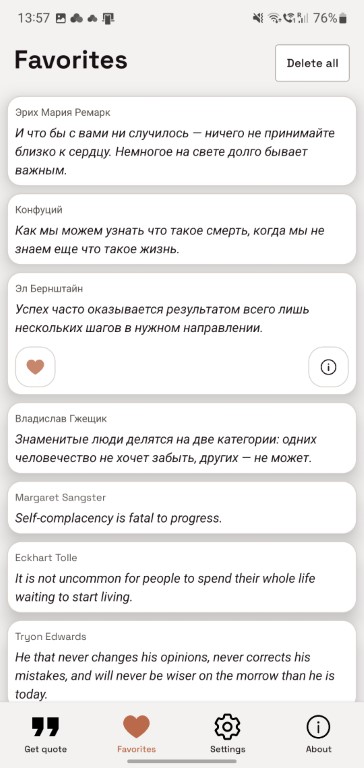 13:57
76%
Favorites
Delete all
Эрих Мария Ремарк
И что бы с вами ни случилось — ничего не принимайте
близко к сердцу. Немногое на свете долго бывает
важным.
Конфуций
Как мы можем узнать что такое смерть, когда мы не
знаем еще что такое жизнь.
Эл Бернштайн
Успех часто оказывается результатом всего лишь
нескольких шагов в нужном направлении.
Владислав Гжещик
Знаменитые люди делятся на две категории: одних
человечество не хочет забыть, других — не может.
Margaret Sangster
Self-complacency is fatal to progress.
Eckhart Tolle
It is not uncommon for people to spend their whole life
waiting to start living.
Tryon Edwards
He that never changes his opinions, never corrects his
mistakes, and will never be wiser on the morrow than he is
today.
Get quote
Favorites
Settings
About